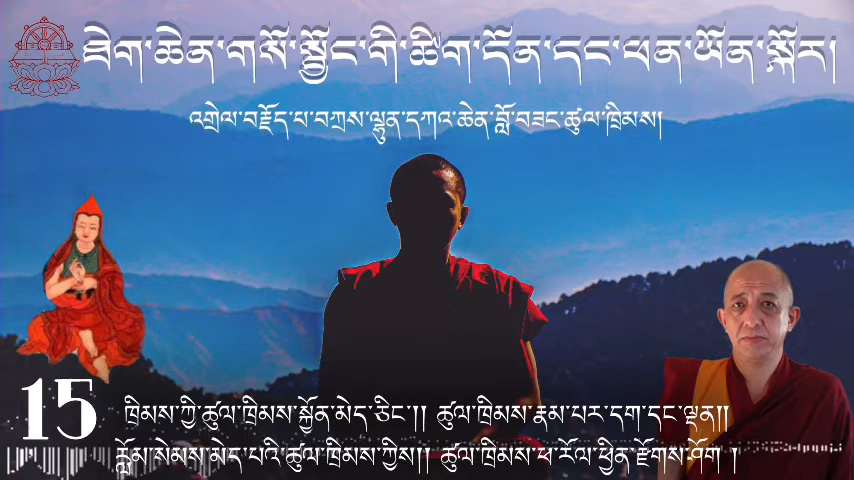 ཐེག་ཆེན་གསོ་སྦྱོང་གི་ཚིག་དོན་དང་ཕན་ཡོན་སྐོར།
འགྲེལ་བརྗོད་པ་བཀྲས་ལྷུན་དཀའ་ཆེན་བློ་བཟང་ཚུལ་ཁྲིམས།
15
ཁྲིམས་ཀྱི་ཚུལ་ཁྲིམས་སྐྱོན་མེད་ཅིང་།། ཚུལ་ཁྲིམས་རྣམ་པར་དག་དང་ལྡན།།
རློམ་སེམས་མེད་པའི་ཚུལ་ཁྲིམས་ཀྱིས།། ཚུལ་ཁྲིམས་ཕ་རོལ་ཕྱིན་རྫོགས་ཤོག །